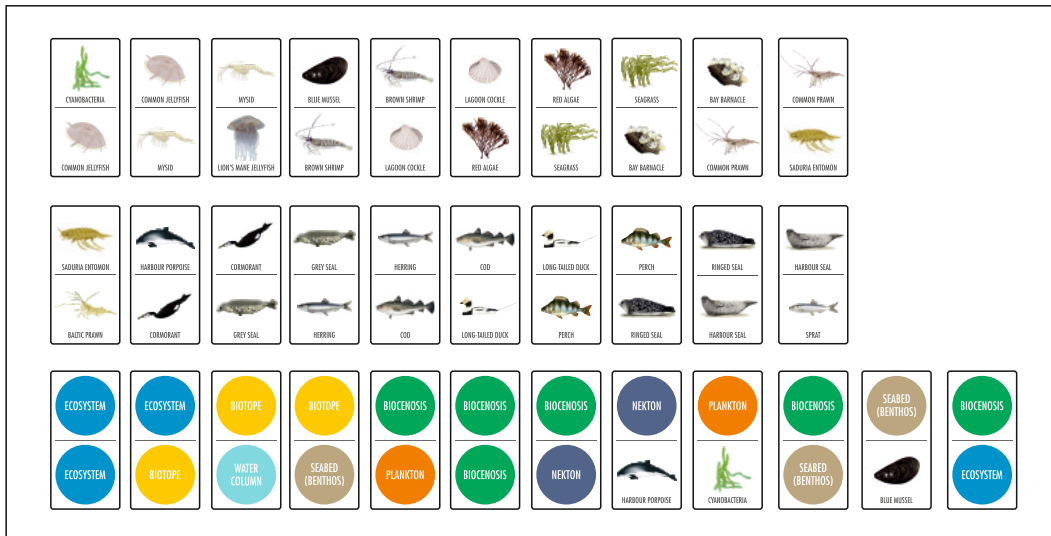 CYANOBACTERIA COMMON JELLYFISH MYSID BLUE MUSSEL BROWN SHRIMP LAGOON COCKLE RED ALGAE SEAGRASS BAY BARNACLE COMMON PRAWN
COMMON JELLYFISH MYSID LION'S MANE JELLYFISH BROWN SHRIMP LAGOON COCKLE RED ALGAE SEAGRASS BAY BARNACLE COMMON PRAWN SADURIA ENTOMON
SADURIA ENTOMON HARBOUR PORPOISE CORMORANT GREY SEAL HERRING COD LONG-TAILED DUCK PERCH RINGED SEAL HARBOUR SEAL
BALTIC PRAWN CORMORANT GREY SEAL HERRING COD LONG-TAILED DUCK PERCH RINGED SEAL HARBOUR SEAL SPRAT
ECOSYSTEM
ECOSYSTEM
BIOTOPE
BIOTOPE
BIOCENOSIS
BIOCENOSIS
BIOCENOSIS
NEKTON
PLANKTON
BIOCENOSIS
SEABED
(BENTHOS)
BIOCENOSIS
ECOSYSTEM
BIOTOPE
WATER
COLUMN
SEABED
(BENTHOS)
PLANKTON
BIOCENOSIS
NEKTON
HARBOUR PORPOISE
CYANOBACTERIA
SEABED
(BENTHOS)
BLUE MUSSEL
ECOSYSTEM